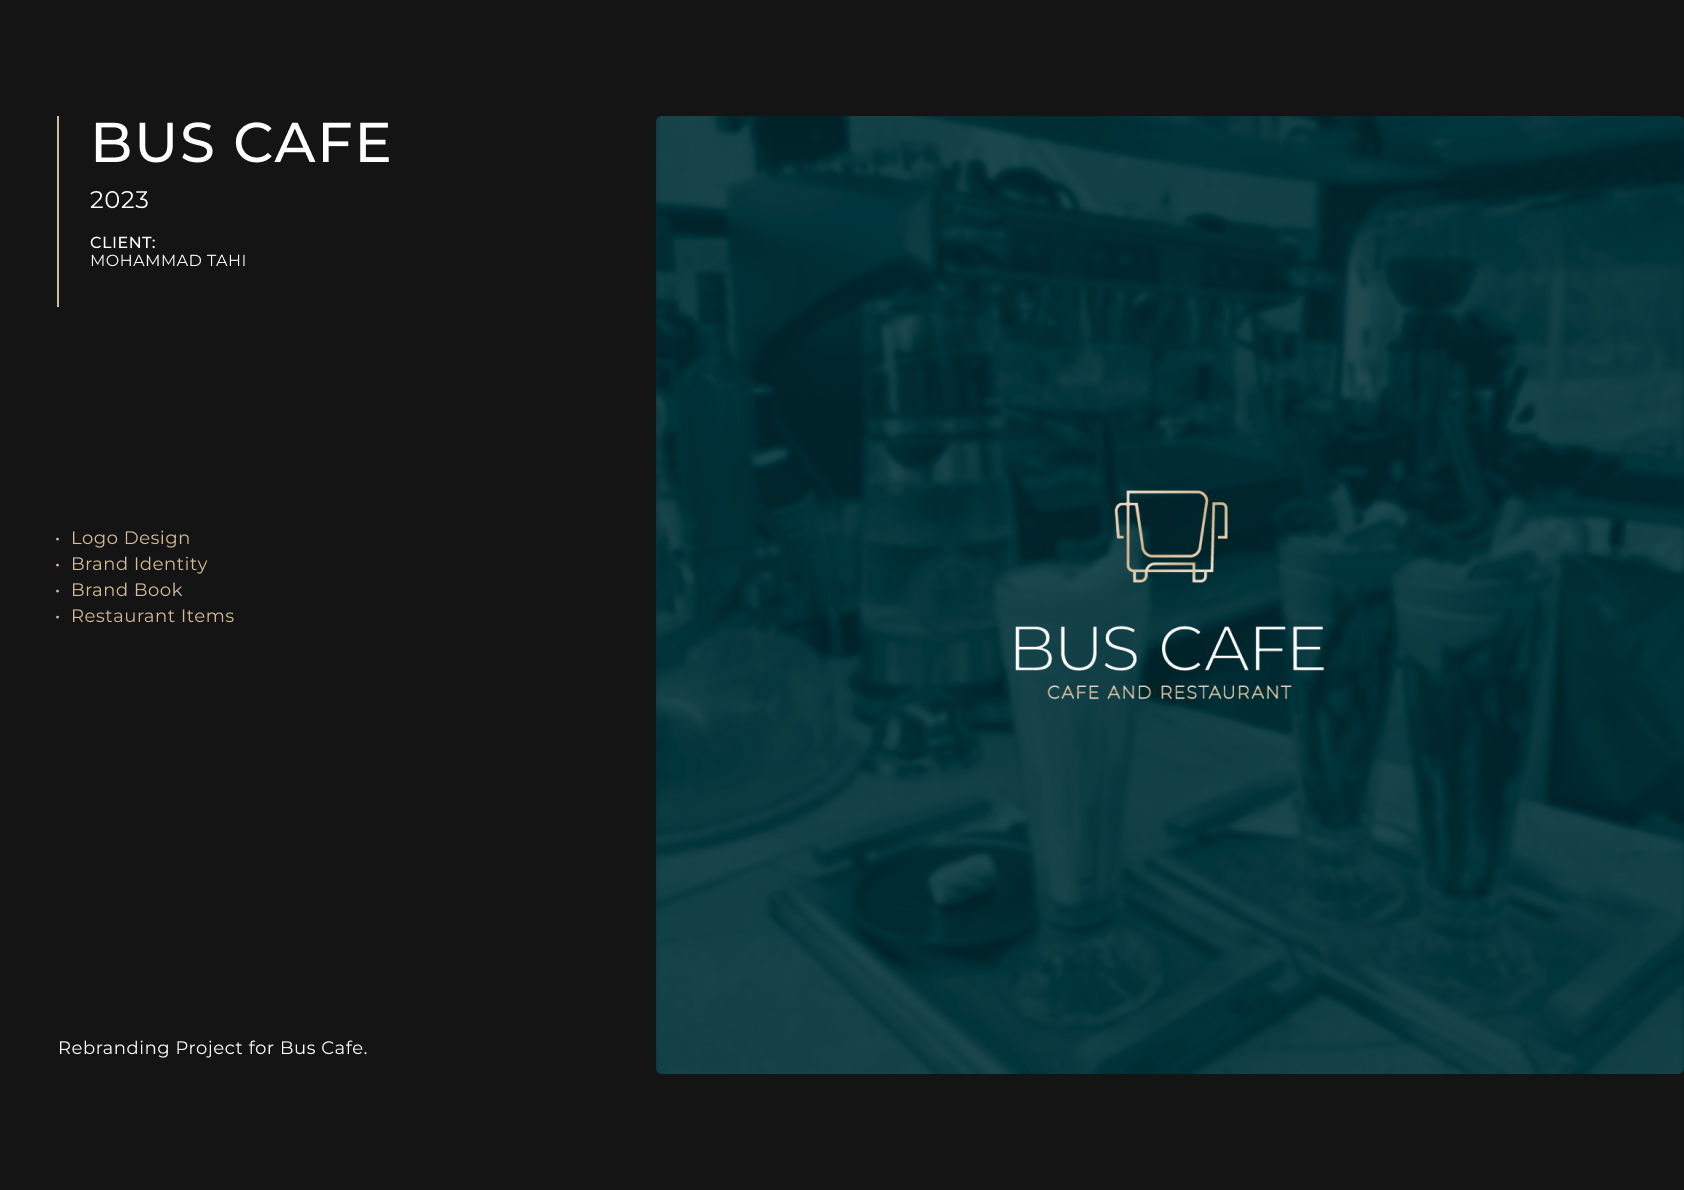 BUS CAFE
2023
CLIENT:
MOHAMMAD TAHI
• Logo Design
• Brand Identity
• Brand Book
• Restaurant Items
Rebranding Project for Bus Cafe.
BUS CAFE
CAFE AND RESTAURANT